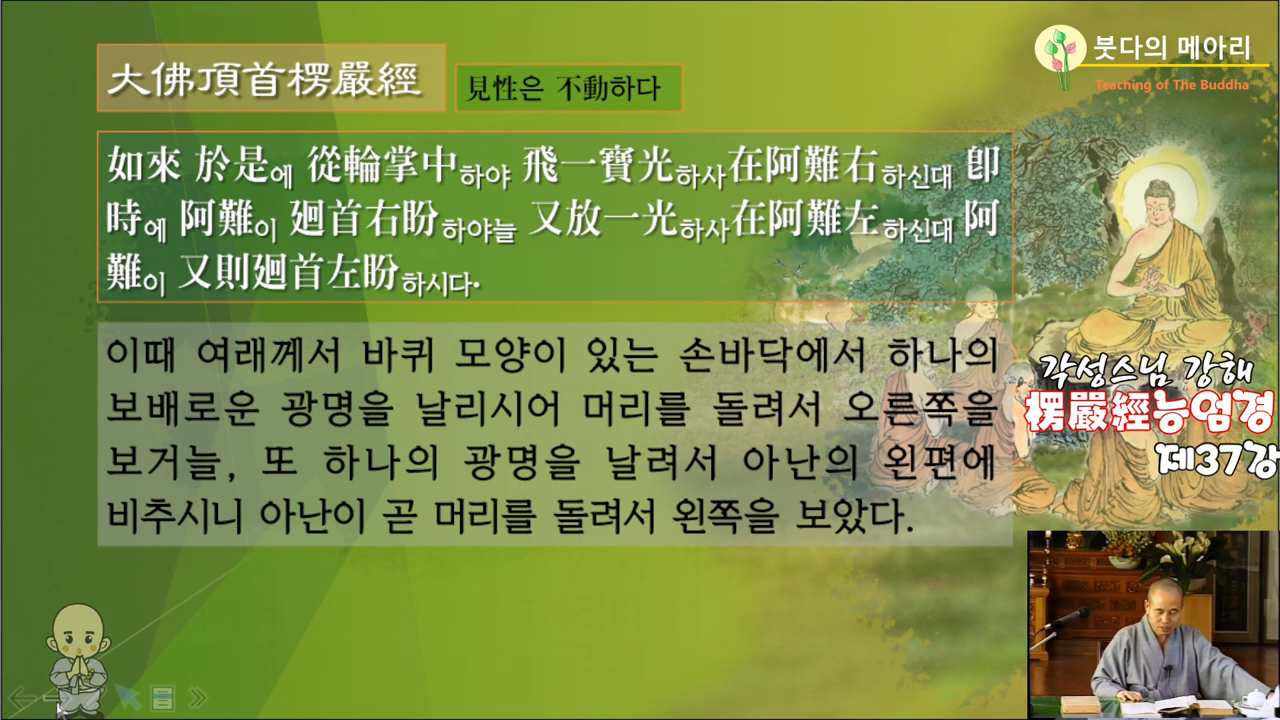 大佛頂首楞嚴經
見性은 不動하다
붓다의 메아리
Teaching of The Buddha
如來 於是에 從輪掌中하야 飛一寶光하사在阿難右하신대 卽
時에 阿難이 廻首右盼하야늘 又放一光하사在阿難左하신대 阿
難이 又則廻首左盼하시다.
이때 여래께서 바퀴 모양이 있는 손바닥에서 하나의
보배로운 광명을 날리시어 머리를 돌려서 오른쪽을
보거늘, 또 하나의 광명을 날려서 아난의 왼편에
비추시니 아난이 곧 머리를 돌려서 왼쪽을 보았다.
각성스님 강해
楞嚴經능엄경
제37강